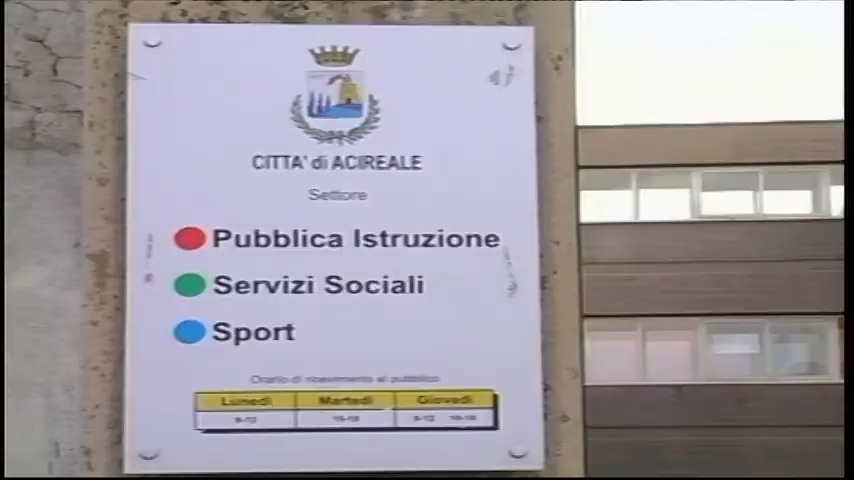 CITTA' di ACIREALE
Settore
Pubblica Istruzione
Servizi Sociali
Sport
Orario di ricevimento al pubblico
Lunedì Martedì Giovedì